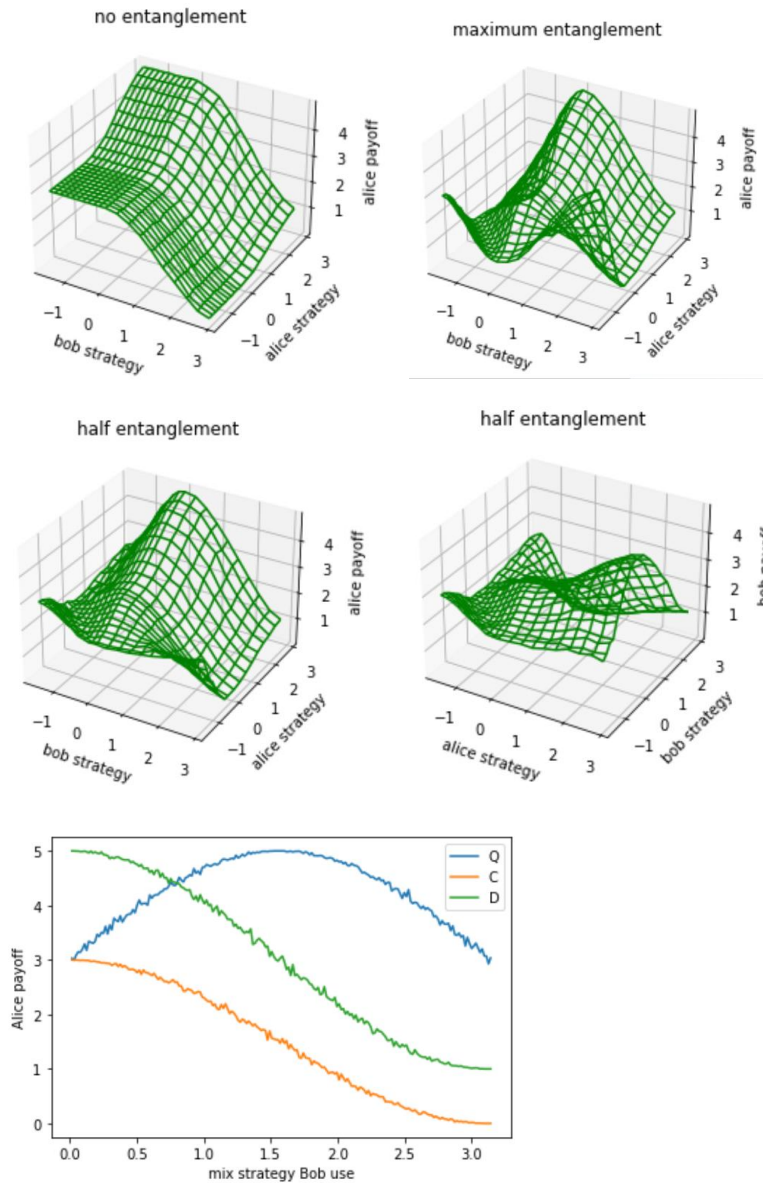 no entanglement
4
3
2
1
alice payoff
−1
0
1
2
3
bob strategy
−1
0
1
2
3
alice strategy
maximum entanglement
4
3
2
1
alice payoff
−1
0
1
2
3
bob strategy
−1
0
1
2
3
alice strategy
half entanglement
4
3
2
1
alice payoff
−1
0
1
2
3
bob strategy
−1
0
1
2
3
alice strategy
half entanglement
4
3
2
1
bob payoff
−1
0
1
2
3
alice strategy
−1
0
1
2
3
bob strategy
5
4
3
2
1
0
Alice payoff
Q
C
D
0.0 0.5 1.0 1.5 2.0 2.5 3.0
mix strategy Bob use